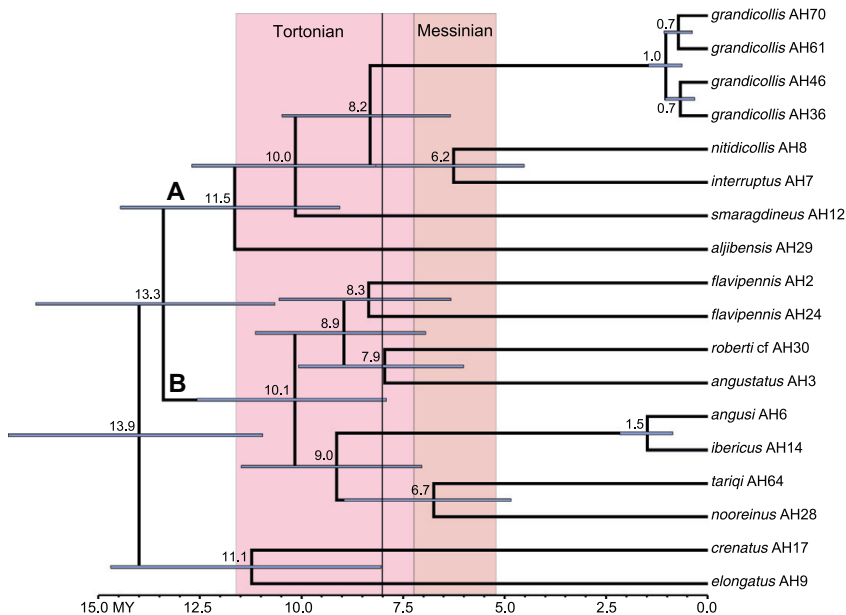 Tortonian
Messinian
0.7
grandicollis AH70
1.0
grandicollis AH61
grandicollis AH46
0.7
grandicollis AH36
8.2
nitidicollis AH8
10.0
6.2
interruptus AH7
A
11.5
smaragdineus AH12
aljibensis AH29
flavipennis AH2
13.3
8.3
flavipennis AH24
8.9
roberti cf AH30
7.9
B
10.1
angustatus AH3
angusi AH6
13.9
1.5
ibericus AH14
9.0
tariqi AH64
6.7
nooreinus AH28
crenatus AH17
11.1
elongatus AH9
15.0 MY 12.5 10.0 7.5 5.0 2.5 0.0